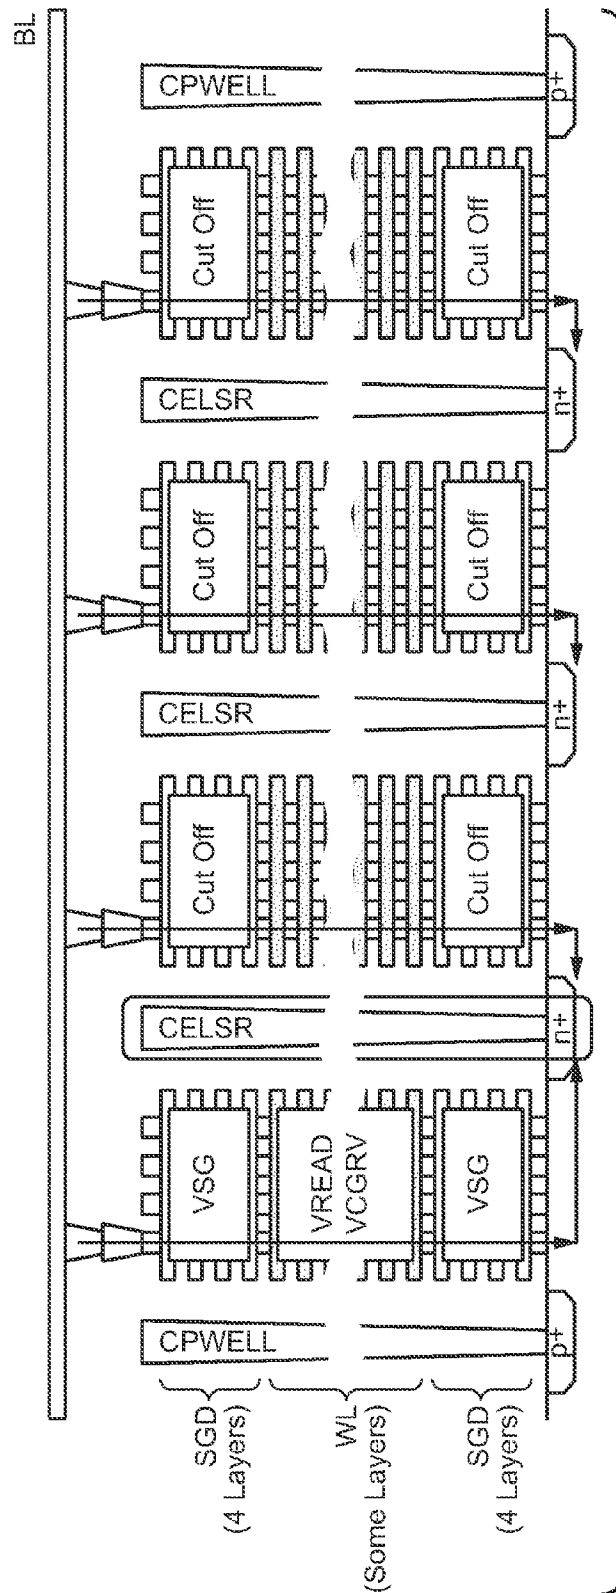 BL
SGD
(4 Layers)
WL
(Some Layers)
SGD
(4 Layers)
CPWELL
VSG
CELSR
Cut Off
CELSR
Cut Off
CELSR
Cut Off
CPWELL
VREAD
VCGRV
VSG
Cut Off
Cut Off
Cut Off
p+
n+
n+
n+
p+